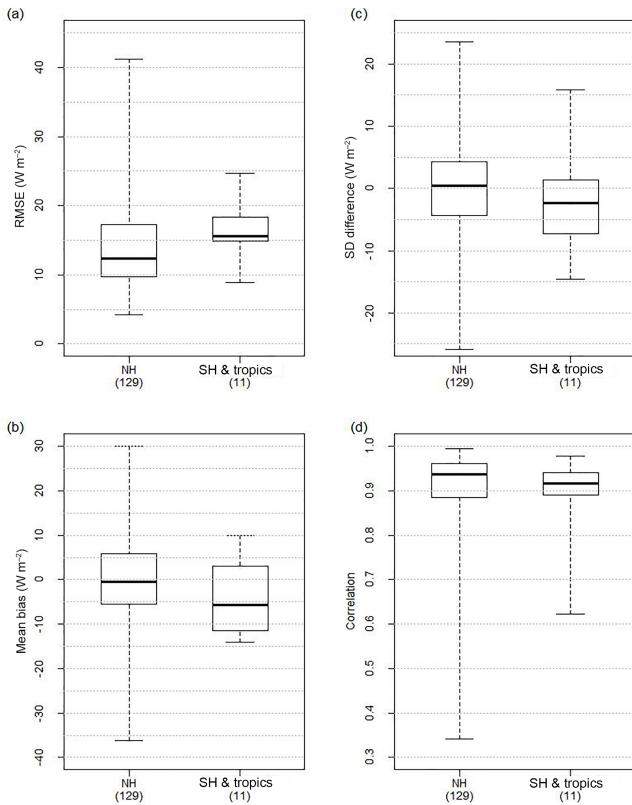 (a)
RMSE (W m⁻²)
40
30
20
10
0
NH
(129)
SH & tropics
(11)
(c)
SD difference (W m⁻²)
20
10
0
-10
-20
NH
(129)
SH & tropics
(11)
(b)
Mean bias (W m⁻²)
30
20
10
0
-10
-20
-30
-40
NH
(129)
SH & tropics
(11)
(d)
Correlation
1.0
0.9
0.8
0.7
0.6
0.5
0.4
0.3
NH
(129)
SH & tropics
(11)